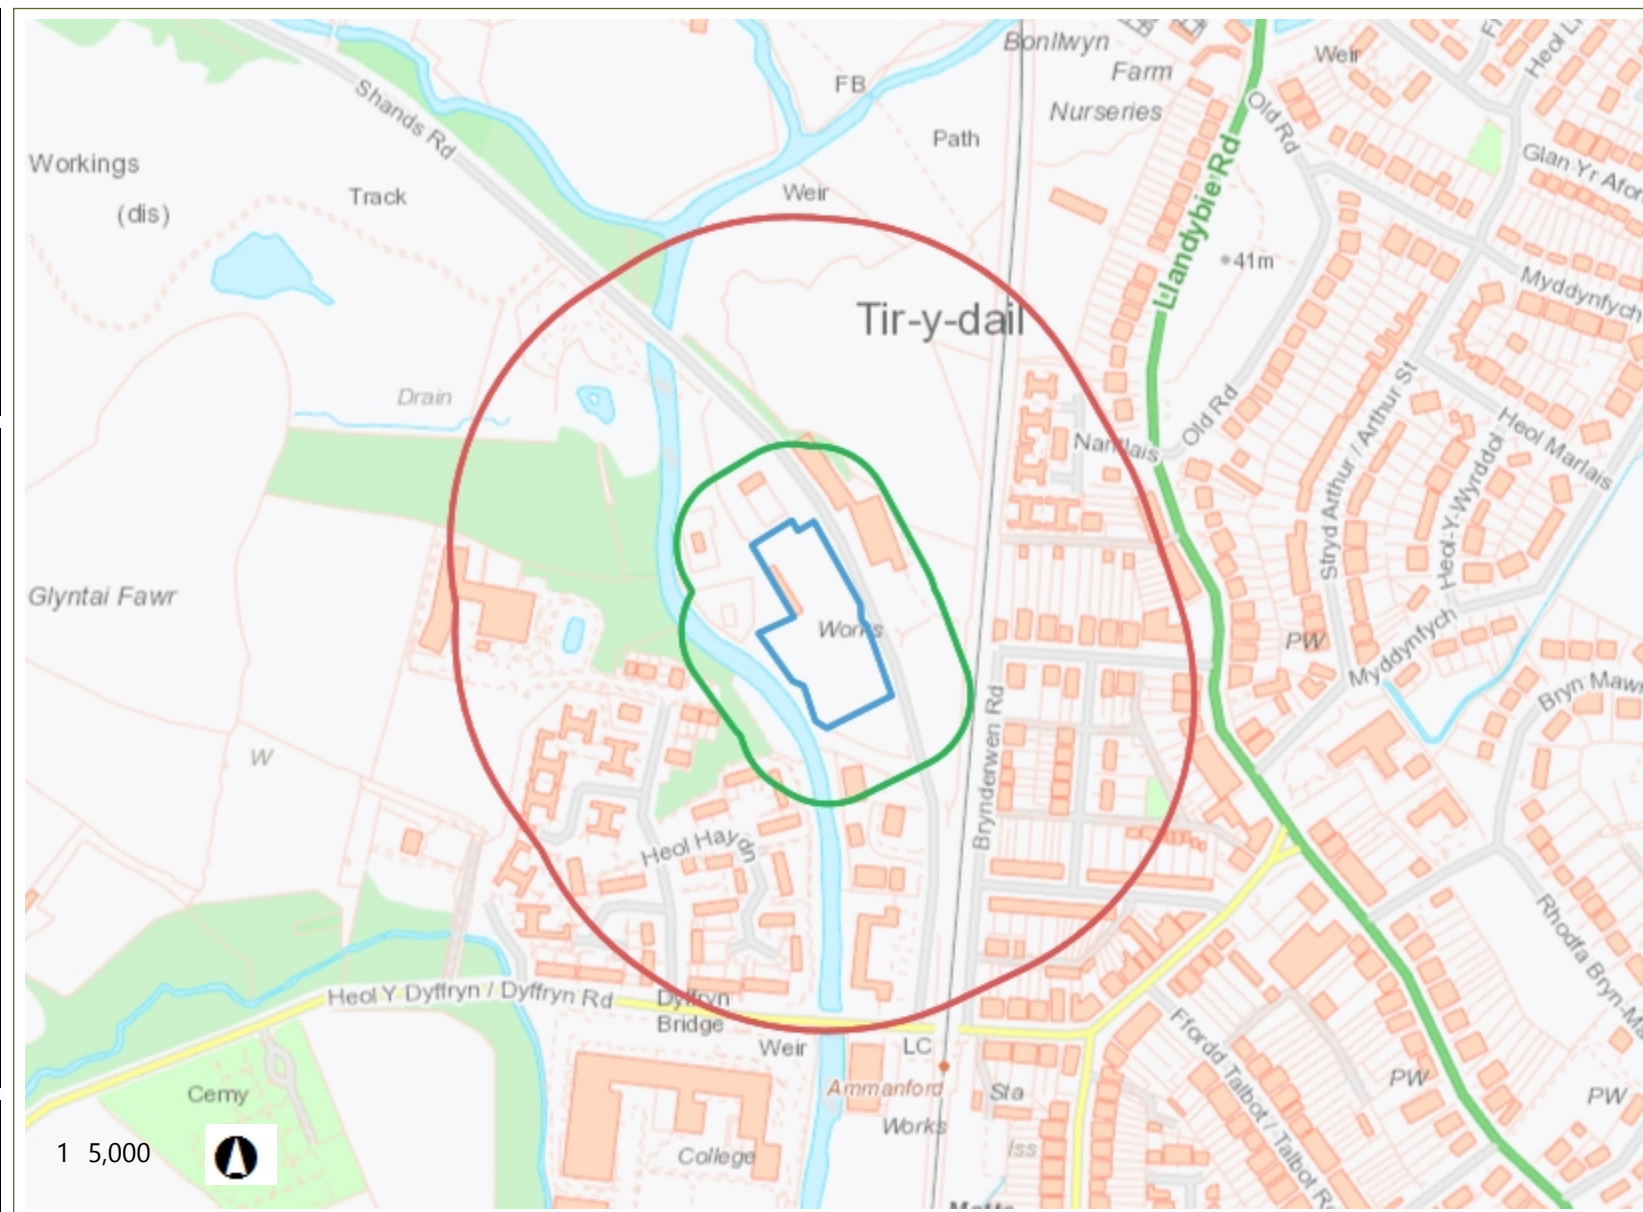 Bonllwyn
Farm
Nurseries
Weir
Heol Li
FB
Old Rd
Shands Rd
Path
Workings
(dis)
Track
Weir
Llandybie Rd
Glan-Yr Afon
41m
Myddynfych
Tir-y-dail
Drain
Old Rd
Nantlais
Stryd Arthur / Arthur St
Heol Marlais
Heol-Y-Wyrddol
Glyntai Fawr
Works
PW
Myddynfych
Bryn Mawr
Brynderwen Rd
W
Heol Haydn
Rhodfa Bryn-M
Heol Y Dyffryn / Dyffryn Rd
Dyffryn
Bridge
Weir
LC
Ffordd Talbot / Talbot Rd
Cemy
Ammanford
Sta
PW
PW
Works
Iss
College
1 5,000